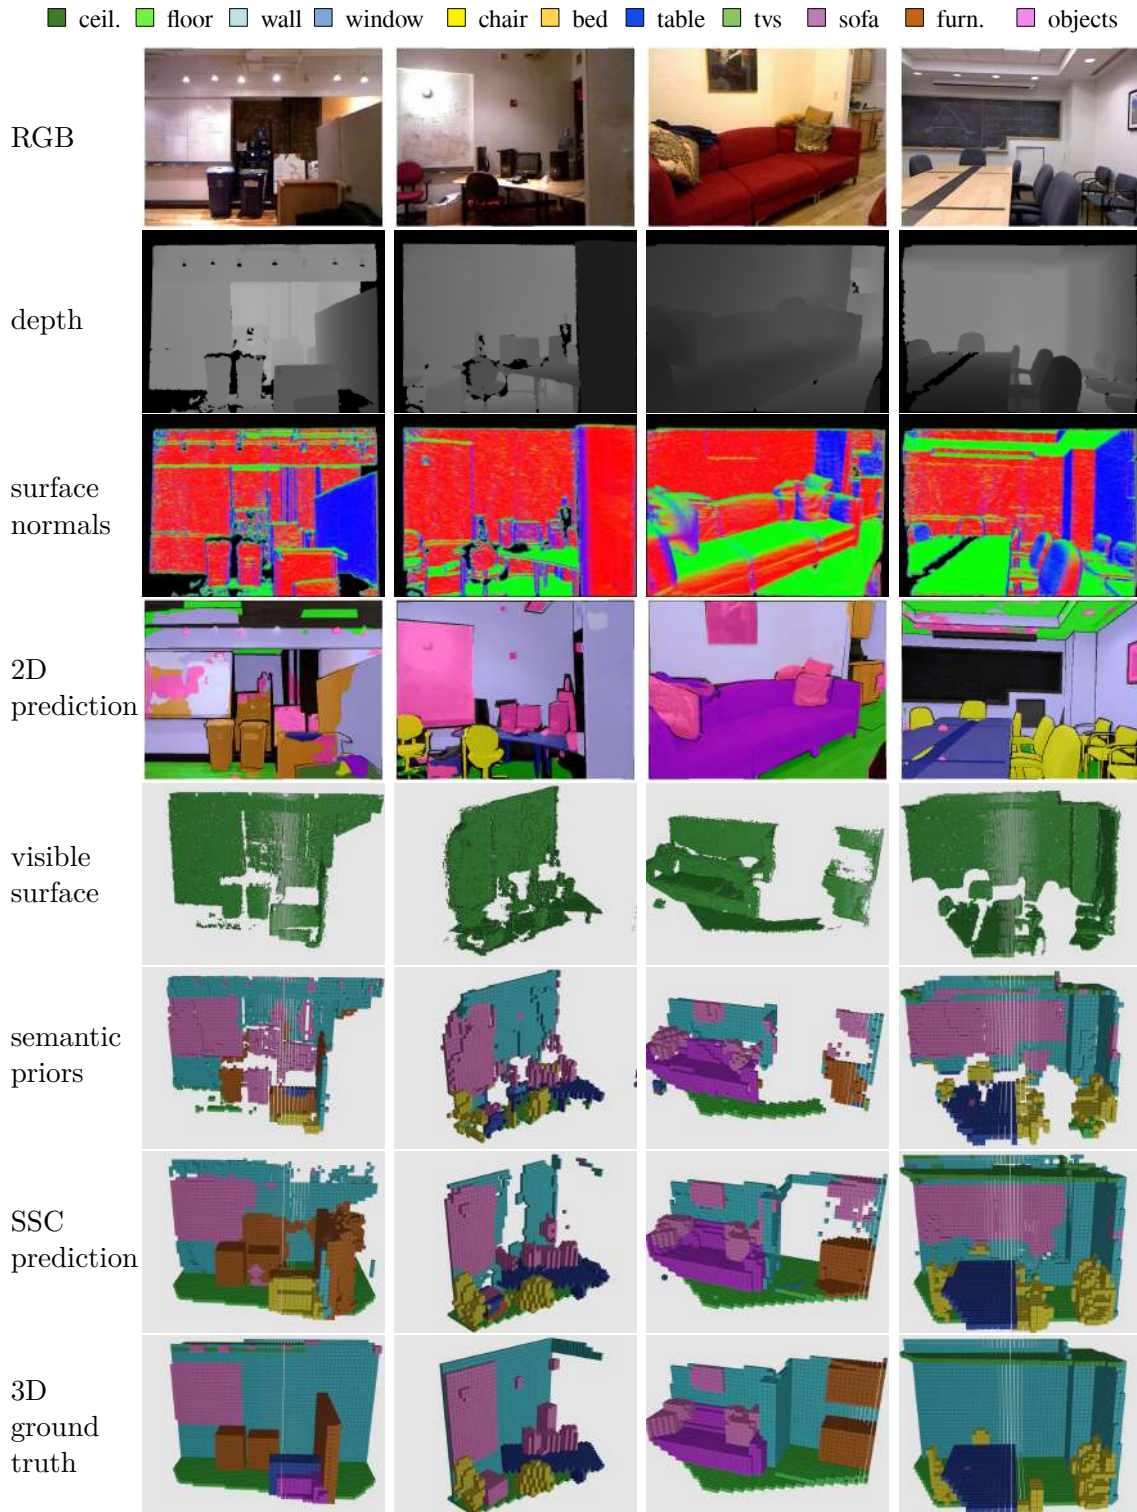 ceil. floor wall window chair bed table tvs sofa furn. objects
RGB
depth
surface
normals
2D
prediction
visible
surface
semantic
priors
SSC
prediction
3D
ground
truth